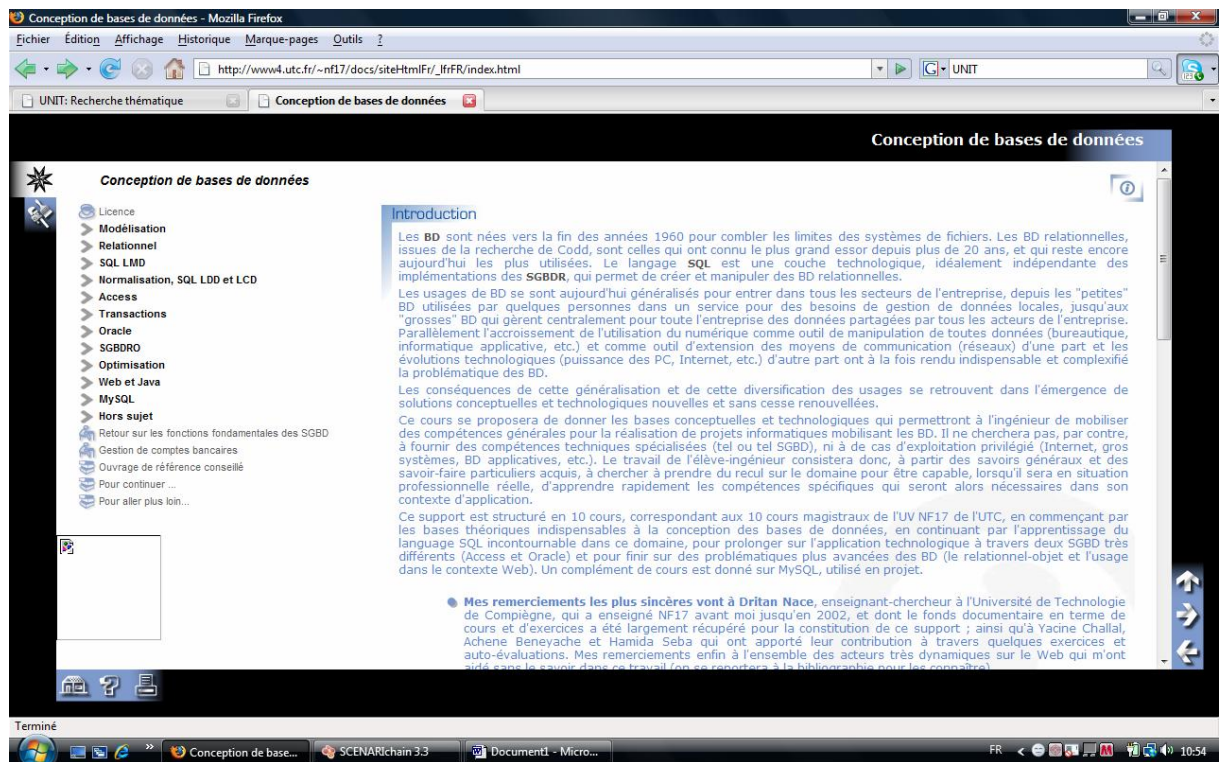 Conception de bases de données - Mozilla Firefox
Fichier Édition Affichage Historique Marque-pages Outils ?
http://www4.utc.fr/~nf17/docs/siteHtmlFr/_lfrFR/index.html
G UNIT
UNIT: Recherche thématique
Conception de bases de données
Conception de bases de données
Conception de bases de données
Licence
Modélisation
Relationnel
SQL LMD
Normalisation, SQL LDD et LCD
Access
Transactions
Oracle
SGBDRO
Optimisation
Web et Java
MySQL
Hors sujet
Retour sur les fonctions fondamentales des SGBD
Gestion de comptes bancaires
Ouvrage de référence conseillé
Pour continuer ...
Pour aller plus loin...
Introduction
Les BD sont nées vers la fin des années 1960 pour combler les limites des systèmes de fichiers. Les BD relationnelles,
issues de la recherche de Codd, sont celles qui ont connu le plus grand essor depuis plus de 20 ans, et qui reste encore
aujourd'hui les plus utilisées. Le langage SQL est une couche technologique, idéalement indépendante des
implémentations des SGBDR, qui permet de créer et manipuler des BD relationnelles.
Les usages de BD se sont aujourd'hui généralisés pour entrer dans tous les secteurs de l'entreprise, depuis les "petites"
BD utilisées par quelques personnes dans un service pour des besoins de gestion de données locales, jusqu'aux
"grosses" BD qui gèrent centralement pour toute l'entreprise des données partagées par tous les acteurs de l'entreprise.
Parallèlement l'accroissement de l'utilisation du numérique comme outil de manipulation de toutes données (bureautique,
informatique applicative, etc.) et comme outil d'extension des moyens de communication (réseaux) d'une part et les
évolutions technologiques (puissance des PC, Internet, etc.) d'autre part ont à la fois rendu indispensable et complexifié
la problématique des BD.
Les conséquences de cette généralisation et de cette diversification des usages se retrouvent dans l'émergence de
solutions conceptuelles et technologiques nouvelles et sans cesse renouvellées.
Ce cours se proposera de donner les bases conceptuelles et technologiques qui permettront à l'ingénieur de mobiliser
des compétences générales pour la réalisation de projets informatiques mobilisant les BD. Il ne cherchera pas, par contre,
à fournir des compétences techniques spécialisées (tel ou tel SGBD), ni à de cas d'exploitation privilégié (Internet, gros
systèmes, BD applicatives, etc.). Le travail de l'élève-ingénieur consistera donc, à partir des savoirs généraux et des
savoir-faire particuliers acquis, à chercher à prendre du recul sur le domaine pour être capable, lorsqu'il sera en situation
professionnelle réelle, d'apprendre rapidement les compétences spécifiques qui seront alors nécessaires dans son
contexte d'application.
Ce support est structuré en 10 cours, correspondant aux 10 cours magistraux de l'UV NF17 de l'UTC, en commençant par
les bases théoriques indispensables à la conception des bases de données, en continuant par l'apprentissage du
language SQL incontournable dans ce domaine, pour prolonger sur l'application technologique à travers deux SGBD très
différents (Access et Oracle) et pour finir sur des problématiques plus avancées des BD (le relationnel-objet et l'usage
dans le contexte Web). Un complément de cours est donné sur MySQL, utilisé en projet.
Mes remerciements les plus sincères vont à Dritan Nace, enseignant-chercheur à l'Université de Technologie
de Compiègne, qui a enseigné NF17 avant moi jusqu'en 2002, et dont le fonds documentaire en terme de
cours et d'exercices a été largement récupéré pour la constitution de ce support ; ainsi qu'à Yacine Challal,
Achene Benyache et Hamida Seba qui ont apporté leur contribution à travers quelques exercices et
auto-évaluations. Mes remerciements enfin à l'ensemble des acteurs très dynamiques sur le Web qui m'ont
aidé sans le savoir dans ce travail (on se reportera à la bibliographie pour les connaître)
Terminé
Conception de base...
SCENARIchain 3.3
Document1 - Micro...
FR
10:54